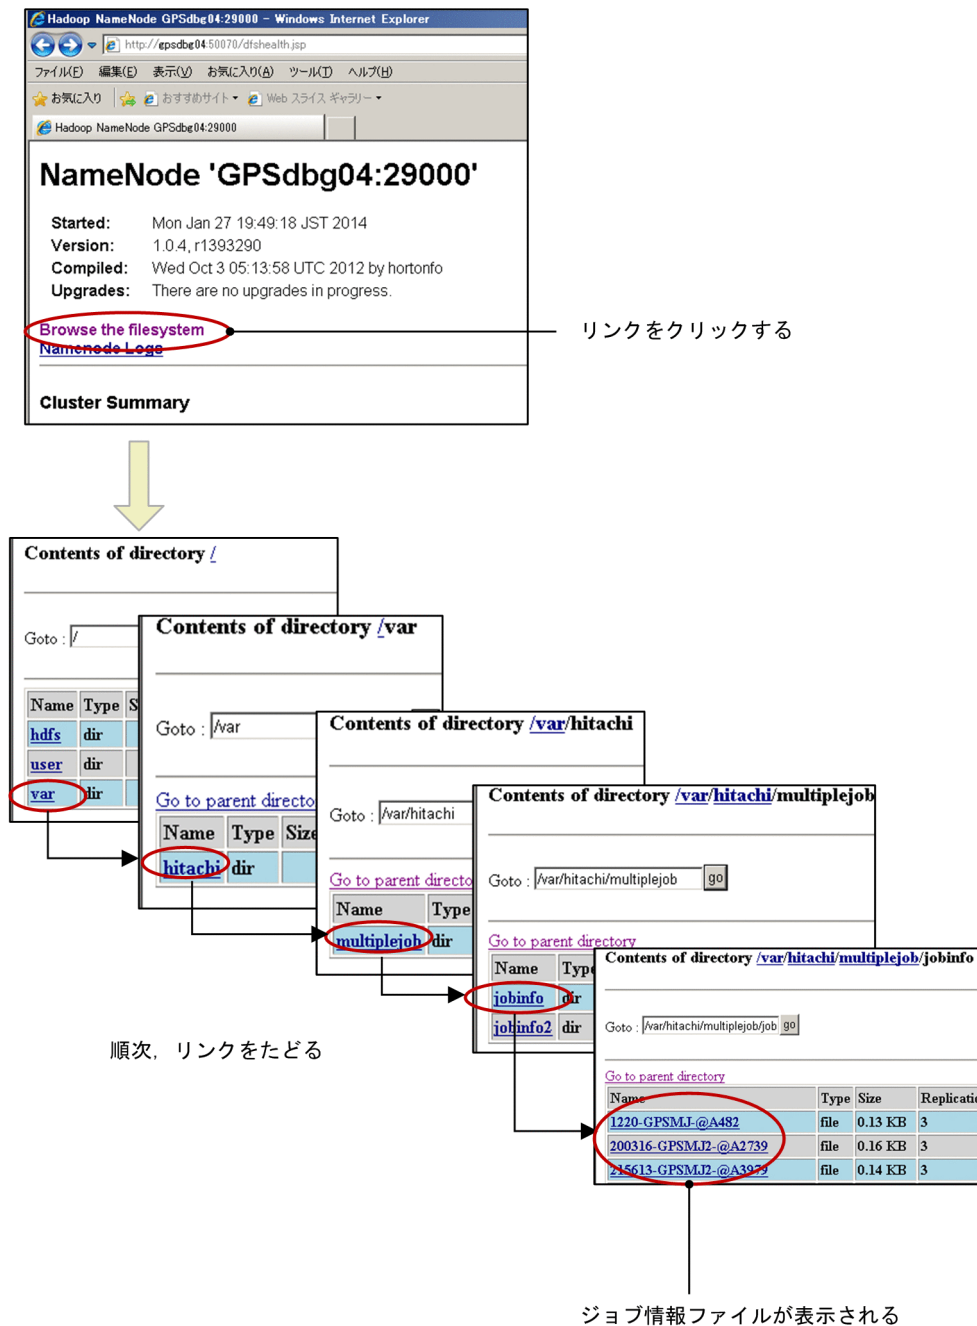 Hadoop NameNode GPSdbg04:29000 - Windows Internet Explorer
http://gpsdbg04:50070/dfshealth.jsp
ファイル(F) 編集(E) 表示(V) お気に入り(A) ツール(T) ヘルプ(H)
お気に入り おすすめサイト Web スライス ギャラリー
Hadoop NameNode GPSdbg04:29000
NameNode 'GPSdbg04:29000'
Started: Mon Jan 27 19:49:18 JST 2014
Version: 1.0.4, r1393290
Compiled: Wed Oct 3 05:13:58 UTC 2012 by hortonfo
Upgrades: There are no upgrades in progress.
Browse the filesystem
リンクをクリックする
Namenode Logs
Cluster Summary
Contents of directory /
Goto : /
Name Type S
hdfs dir
user dir
var dir
Contents of directory /var
Goto : /var
Go to parent directo
Name Type Size
hitachi dir
Contents of directory /var/hitachi
Goto : /var/hitachi
Go to parent directo
Name Type
multiplejob dir
Contents of directory /var/hitachi/multiplejob
Goto : /var/hitachi/multiplejob go
Go to parent directory
Name Typ
jobinfo dir
jobinfo2 dir
Contents of directory /var/hitachi/multiplejob/jobinfo
Goto : /var/hitachi/multiplejob/job go
Go to parent directory
Name Type Size Replicatio
1220-GPSMJ-@A482 file 0.13 KB 3
200316-GPSMJ2-@A2739 file 0.16 KB 3
215613-GPSMJ2-@A3979 file 0.14 KB 3
順次，リンクをたどる
ジョブ情報ファイルが表示される